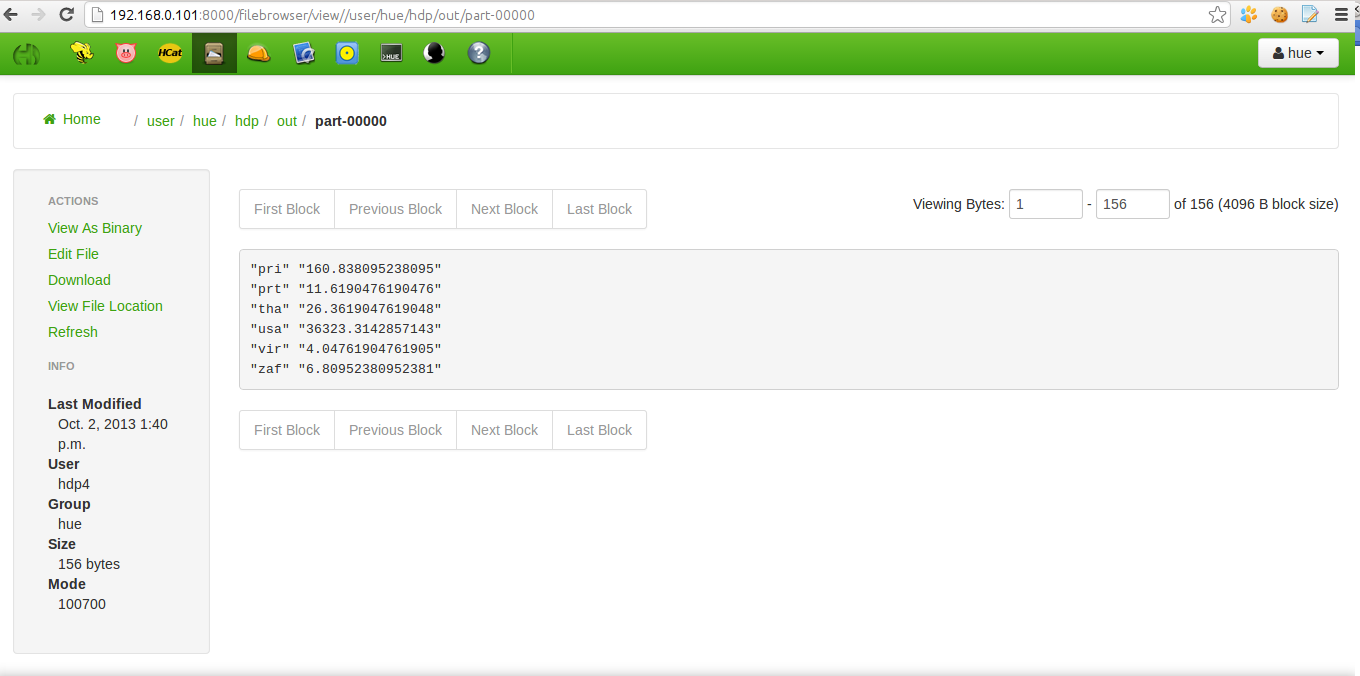 192.168.0.101:8000/filebrowser/view//user/hue/hdp/out/part-00000
HCat
>HUE
?
hue
Home / user / hue / hdp / out / part-00000
ACTIONS
View As Binary
Edit File
Download
View File Location
Refresh
INFO
Last Modified
Oct. 2, 2013 1:40
p.m.
User
hdp4
Group
hue
Size
156 bytes
Mode
100700
First Block Previous Block Next Block Last Block
Viewing Bytes: 1 - 156 of 156 (4096 B block size)
"pri" "160.838095238095"
"prt" "11.6190476190476"
"tha" "26.3619047619048"
"usa" "36323.3142857143"
"vir" "4.04761904761905"
"zaf" "6.80952380952381"
First Block Previous Block Next Block Last Block